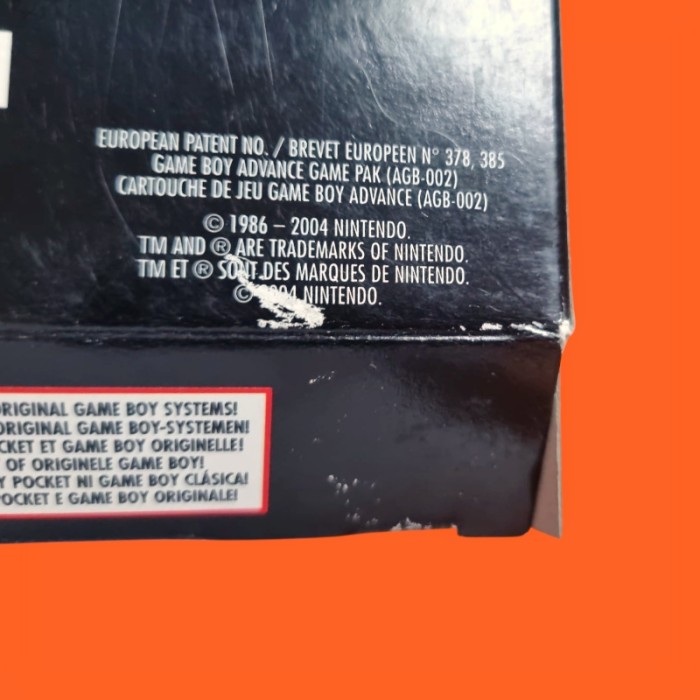 EUROPEAN PATENT NO. / BREVET EUROPEEN N° 378, 385
GAME BOY ADVANCE GAME PAK (AGB-002)
CARTOUCHE DE JEU GAME BOY ADVANCE (AGB-002)
© 1986 – 2004 NINTENDO.
TM AND ® ARE TRADEMARKS OF NINTENDO.
TM ET ® SONT DES MARQUES DE NINTENDO.
© 2004 NINTENDO.
ORIGINAL GAME BOY SYSTEMS!
ORIGINAL GAME BOY-SYSTEMEN!
CKET ET GAME BOY ORIGINELLE!
OF ORIGINELE GAME BOY!
Y POCKET NI GAME BOY CLÁSICA!
POCKET E GAME BOY ORIGINALE!